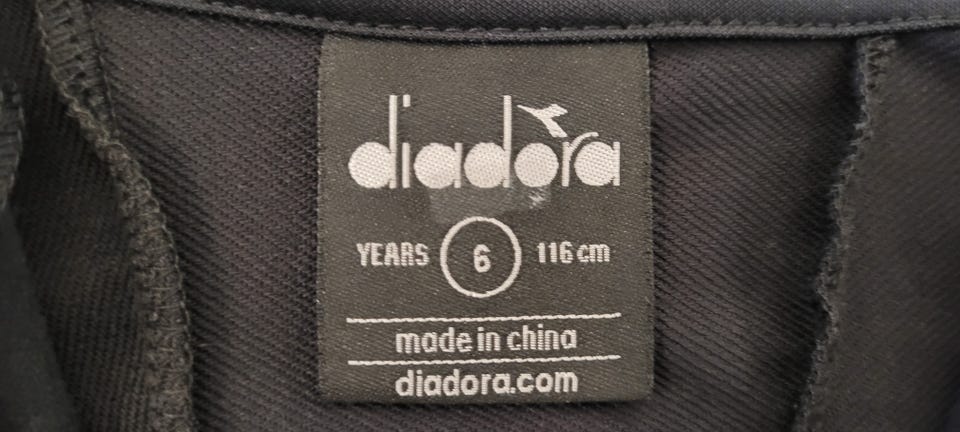 diadora
YEARS 6 116 cm
made in china
diadora.com